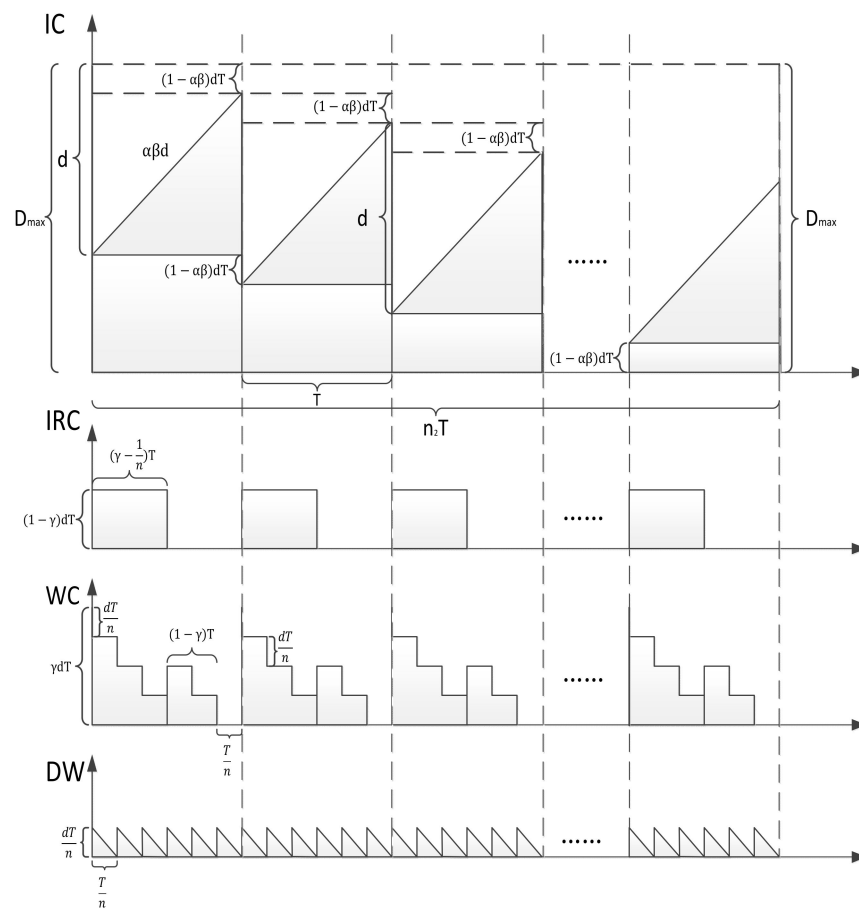 IC
(1 − αβ)dT
(1 − αβ)dT
(1 − αβ)dT
αβd
d
d
D_max
D_max
(1 − αβ)dT
......
(1 − αβ)dT
T
n₂T
IRC
(γ − 1/n)T
(1 − γ)dT
......
WC
dT/n
(1 − γ)T
dT/n
γdT
......
T/n
DW
dT/n
......
T/n